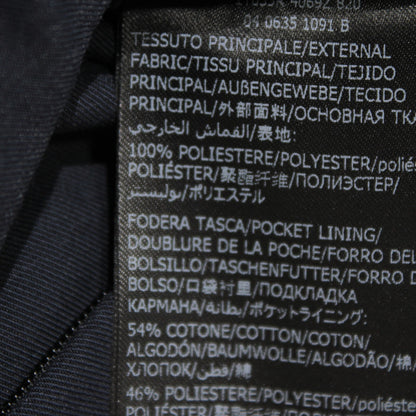 04 0635 1091 B
TESSUTO PRINCIPALE/EXTERNAL
FABRIC/TISSU PRINCIPAL/TEJIDO
PRINCIPAL/AUßENGEWEBE/TECIDO
PRINCIPAL/外部面料/ОСНОВНАЯ ТКА
القماش الخارجي/表地:
100% POLIESTERE/POLYESTER/poliés
POLIÉSTER/聚酯纤维/ПОЛИЭСТЕР/
بوليستر/ポリエステル
FODERA TASCA/POCKET LINING/
DOUBLURE DE LA POCHE/FORRO DEL
BOLSILLO/TASCHENFUTTER/FORRO D
BOLSO/口袋衬里/ПОДКЛАДКА
КАРМАНА/بطانة/ポケットライニング:
54% COTONE/COTTON/COTON/
ALGODÓN/BAUMWOLLE/ALGODÃO/棉/
ХЛОПОК/قطن/綿
46% POLIESTERE/POLYESTER/poliés